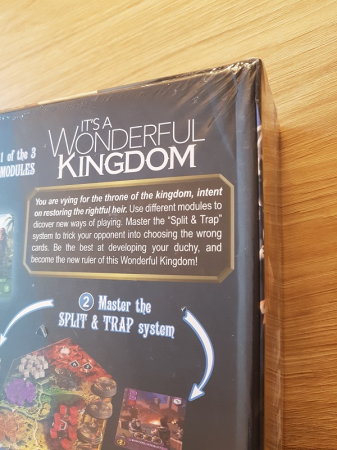 IT'S A
WONDERFUL
KINGDOM
1 of the 3
MODULES
You are vying for the throne of the kingdom, intent
on restoring the rightful heir. Use different modules to
dicover new ways of playing. Master the "Split & Trap"
system to trick your opponent into choosing the wrong
cards. Be the best at developing your duchy, and
become the new ruler of this Wonderful Kingdom!
2 Master the
SPLIT & TRAP system